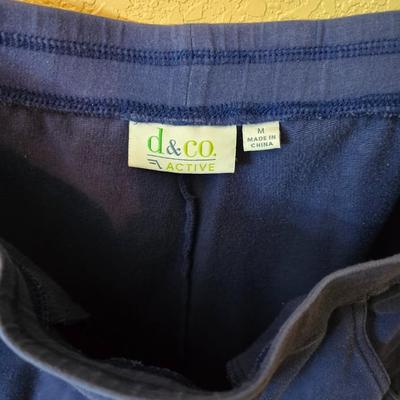 d&co.
ACTIVE
M
MADE IN
CHINA